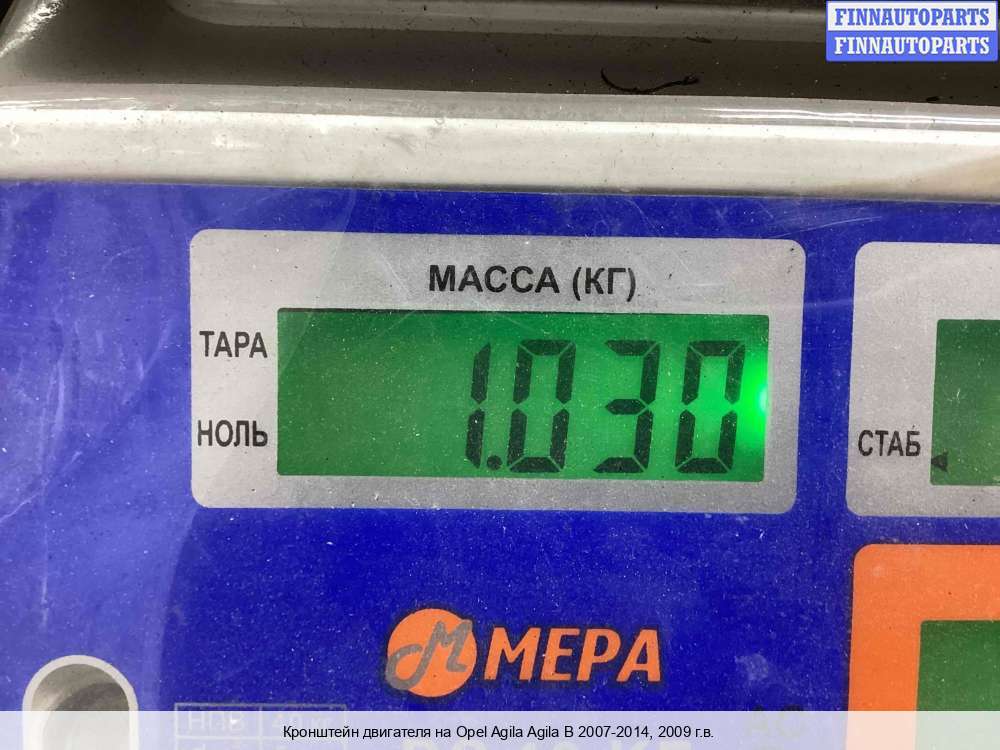 FINNAUTOPARTS
FINNAUTOPARTS
МАССА (КГ)
ТАРА
1.030
НОЛЬ
СТАБ
МЕРА
Кронштейн двигателя на Opel Agila Agila B 2007-2014, 2009 г.в.